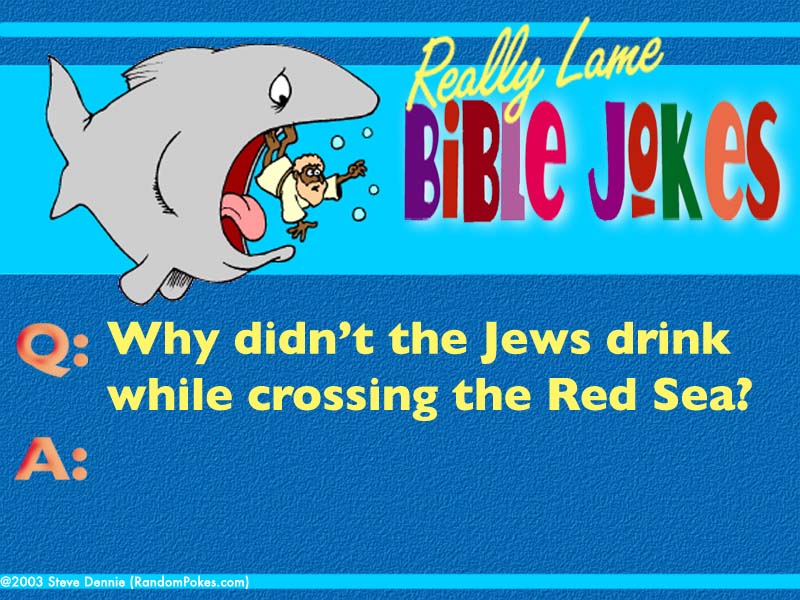 Really Lame
BiBlE JoKes
Q: Why didn't the Jews drink
while crossing the Red Sea?
A:
©2003 Steve Dennie (RandomPokes.com)